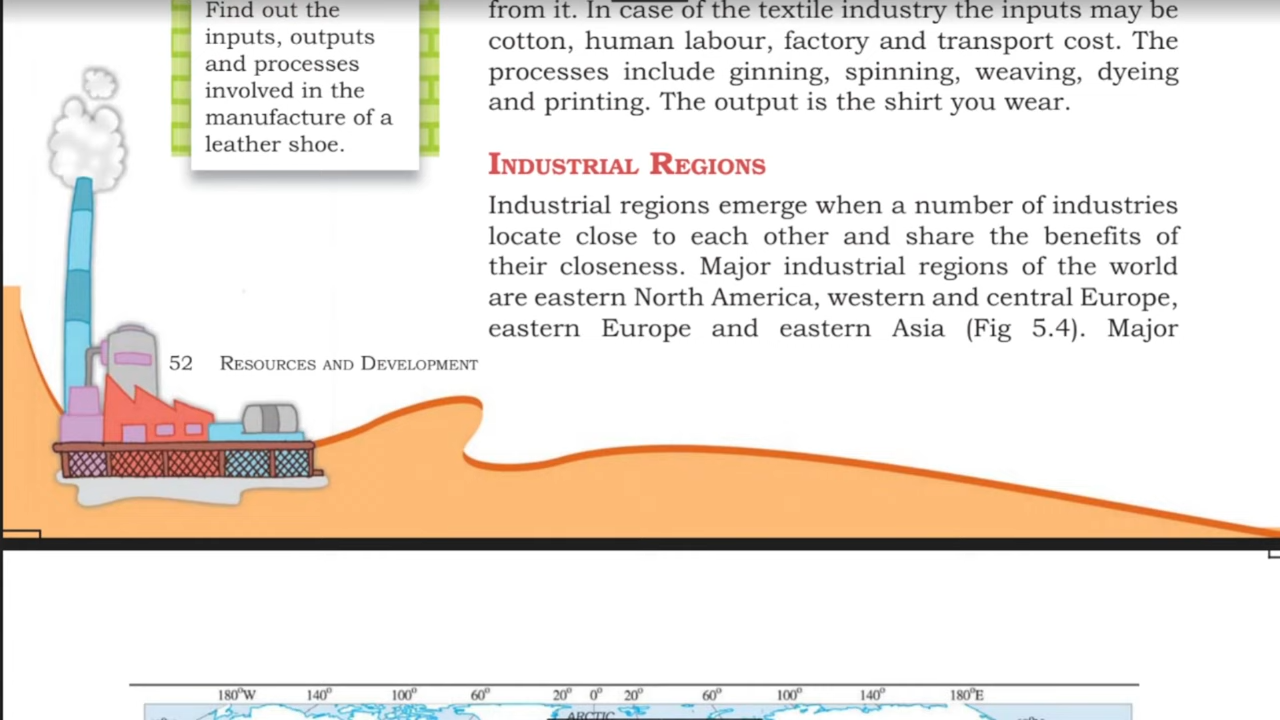 Find out the
inputs, outputs
and processes
involved in the
manufacture of a
leather shoe.
from it. In case of the textile industry the inputs may be
cotton, human labour, factory and transport cost. The
processes include ginning, spinning, weaving, dyeing
and printing. The output is the shirt you wear.
INDUSTRIAL REGIONS
Industrial regions emerge when a number of industries
locate close to each other and share the benefits of
their closeness. Major industrial regions of the world
are eastern North America, western and central Europe,
eastern Europe and eastern Asia (Fig 5.4). Major
52 RESOURCES AND DEVELOPMENT
180°W 140° 100° 60° 20° 0° 20° 60° 100° 140° 180°E
ARCTIC